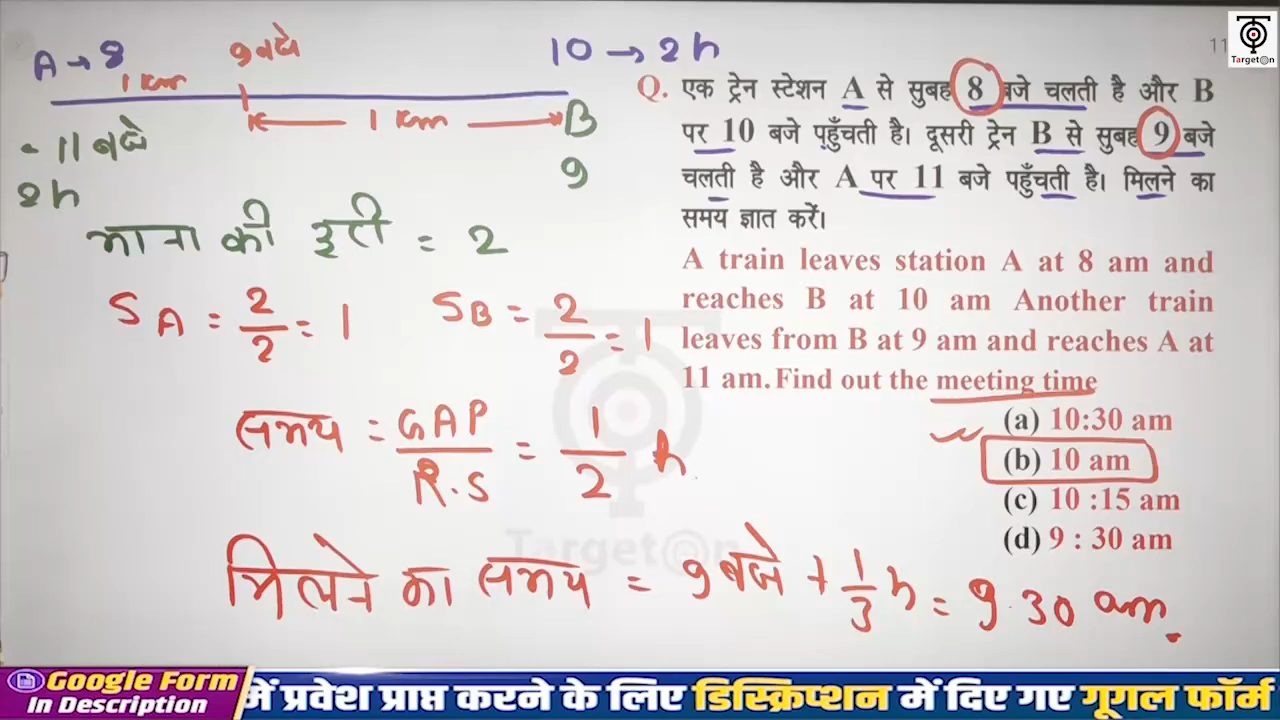 A → 8
1 km
9 बजे
10 → 2 h
1 km
B
9
- 11 बजे
2h
माना की दूरी = 2
S A = 2/2 = 1
SB = 2/2 = 1
समय = GAP/R.S = 1/2 h
मिलने का समय = 9 बजे + 1/3 h = 9.30 am.
11
Target@n
Q. एक ट्रेन स्टेशन A से सुबह 8 बजे चलती है और B
पर 10 बजे पहुँचती है। दूसरी ट्रेन B से सुबह 9 बजे
चलती है और A पर 11 बजे पहुँचती है। मिलने का
समय ज्ञात करें।
A train leaves station A at 8 am and
reaches B at 10 am Another train
leaves from B at 9 am and reaches A at
11 am. Find out the meeting time
(a) 10:30 am
(b) 10 am
(c) 10 :15 am
(d) 9 : 30 am
Target@n
Google Form
In Description
में प्रवेश प्राप्त करने के लिए डिस्क्रिप्शन में दिए गए गूगल फॉर्म